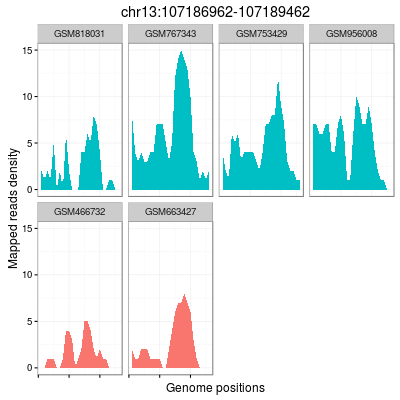 chr13:107186962-107189462
GSM818031 GSM767343 GSM753429 GSM956008
15
10
5
0
Mapped reads density
GSM466732 GSM663427
15
10
5
0
Genome positions